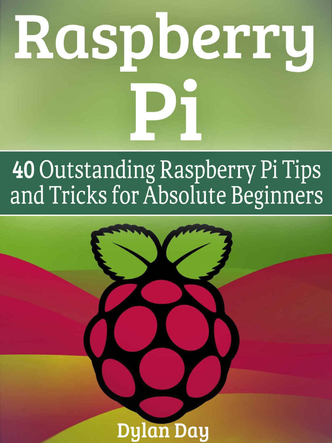 Raspberry
Pi
40 Outstanding Raspberry Pi Tips
and Tricks for Absolute Beginners
Dylan Day